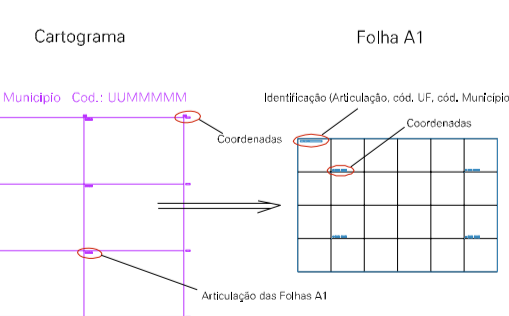 Cartograma
Folha A1
Município Cod.: UUMMMMM
Identificação (Articulação, cód. UF, cód. Município
Coordenadas
Coordenadas
Articulação das Folhas A1